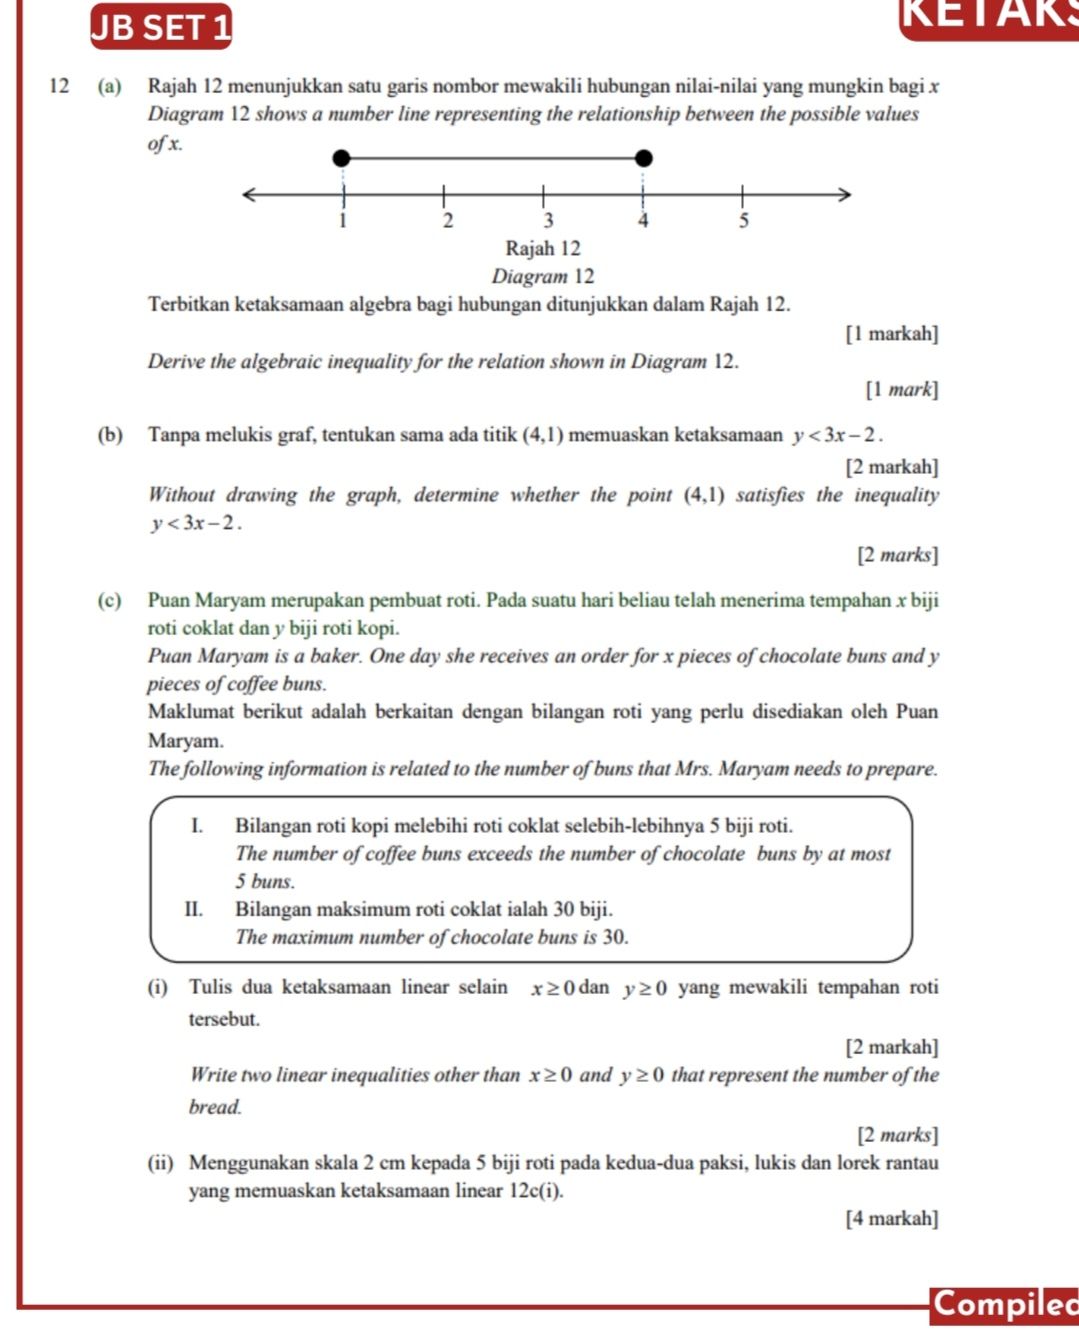 JB SET 1
12 (a) Rajah 12 menunjukkan satu garis nombor mewakili hubungan nilai-nilai yang mungkin bagi x
Diagram 12 shows a number line representing the relationship between the possible values
of x.
1 2 3 4 5
Rajah 12
Diagram 12
Terbitkan ketaksamaan algebra bagi hubungan ditunjukkan dalam Rajah 12.
[1 markah]
Derive the algebraic inequality for the relation shown in Diagram 12.
[1 mark]
(b) Tanpa melukis graf, tentukan sama ada titik (4,1) memuaskan ketaksamaan y < 3x – 2 .
[2 markah]
Without drawing the graph, determine whether the point (4,1) satisfies the inequality
y < 3x – 2 .
[2 marks]
(c) Puan Maryam merupakan pembuat roti. Pada suatu hari beliau telah menerima tempahan x biji
roti coklat dan y biji roti kopi.
Puan Maryam is a baker. One day she receives an order for x pieces of chocolate buns and y
pieces of coffee buns.
Maklumat berikut adalah berkaitan dengan bilangan roti yang perlu disediakan oleh Puan
Maryam.
The following information is related to the number of buns that Mrs. Maryam needs to prepare.
I. Bilangan roti kopi melebihi roti coklat selebih-lebihnya 5 biji roti.
The number of coffee buns exceeds the number of chocolate buns by at most
5 buns.
II. Bilangan maksimum roti coklat ialah 30 biji.
The maximum number of chocolate buns is 30.
(i) Tulis dua ketaksamaan linear selain x ≥ 0 dan y ≥ 0 yang mewakili tempahan roti
tersebut.
[2 markah]
Write two linear inequalities other than x ≥ 0 and y ≥ 0 that represent the number of the
bread.
[2 marks]
(ii) Menggunakan skala 2 cm kepada 5 biji roti pada kedua-dua paksi, lukis dan lorek rantau
yang memuaskan ketaksamaan linear 12c(i).
[4 markah]